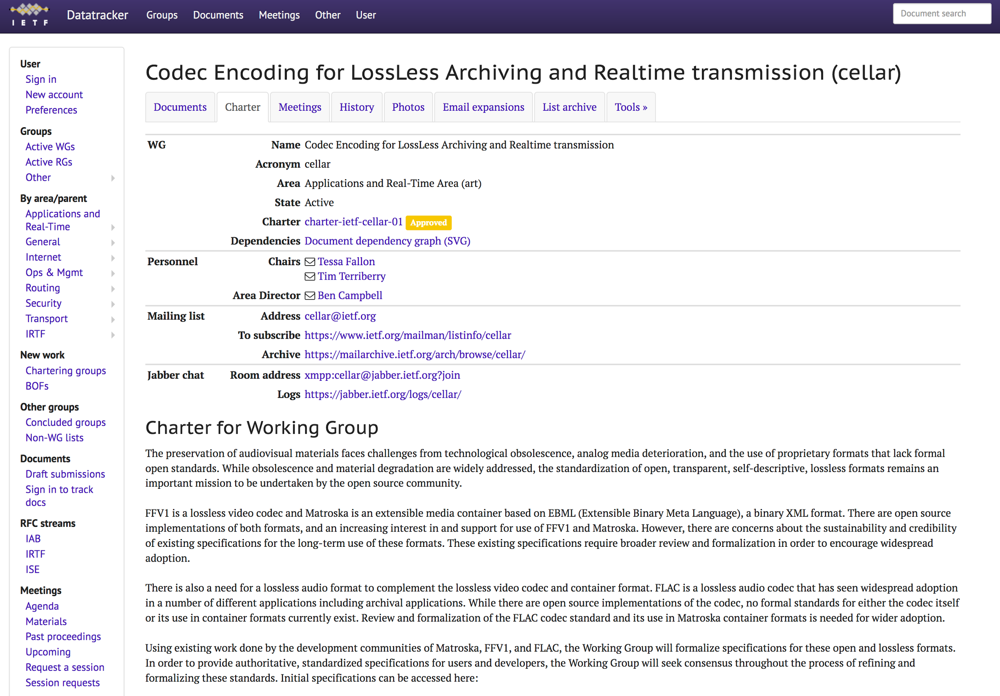 IETF
Datatracker Groups Documents Meetings Other User
Document search
User
Sign in
New account
Preferences
Groups
Active WGs
Active RGs
Other
By area/parent
Applications and
Real-Time
General
Internet
Ops & Mgmt
Routing
Security
Transport
IRTF
New work
Chartering groups
BOFs
Other groups
Concluded groups
Non-WG lists
Documents
Draft submissions
Sign in to track
docs
RFC streams
IAB
IRTF
ISE
Meetings
Agenda
Materials
Past proceedings
Upcoming
Request a session
Session requests
Codec Encoding for LossLess Archiving and Realtime transmission (cellar)
Documents Charter Meetings History Photos Email expansions List archive Tools »
WG Name Codec Encoding for LossLess Archiving and Realtime transmission
Acronym cellar
Area Applications and Real-Time Area (art)
State Active
Charter charter-ietf-cellar-01 Approved
Dependencies Document dependency graph (SVG)
Personnel Chairs Tessa Fallon
Tim Terriberry
Area Director Ben Campbell
Mailing list Address cellar@ietf.org
To subscribe https://www.ietf.org/mailman/listinfo/cellar
Archive https://mailarchive.ietf.org/arch/browse/cellar/
Jabber chat Room address xmpp:cellar@jabber.ietf.org?join
Logs https://jabber.ietf.org/logs/cellar/
Charter for Working Group
The preservation of audiovisual materials faces challenges from technological obsolescence, analog media deterioration, and the use of proprietary formats that lack formal
open standards. While obsolescence and material degradation are widely addressed, the standardization of open, transparent, self-descriptive, lossless formats remains an
important mission to be undertaken by the open source community.
FFV1 is a lossless video codec and Matroska is an extensible media container based on EBML (Extensible Binary Meta Language), a binary XML format. There are open source
implementations of both formats, and an increasing interest in and support for use of FFV1 and Matroska. However, there are concerns about the sustainability and credibility
of existing specifications for the long-term use of these formats. These existing specifications require broader review and formalization in order to encourage widespread
adoption.
There is also a need for a lossless audio format to complement the lossless video codec and container format. FLAC is a lossless audio codec that has seen widespread adoption
in a number of different applications including archival applications. While there are open source implementations of the codec, no formal standards for either the codec itself
or its use in container formats currently exist. Review and formalization of the FLAC codec standard and its use in Matroska container formats is needed for wider adoption.
Using existing work done by the development communities of Matroska, FFV1, and FLAC, the Working Group will formalize specifications for these open and lossless formats.
In order to provide authoritative, standardized specifications for users and developers, the Working Group will seek consensus throughout the process of refining and
formalizing these standards. Initial specifications can be accessed here: